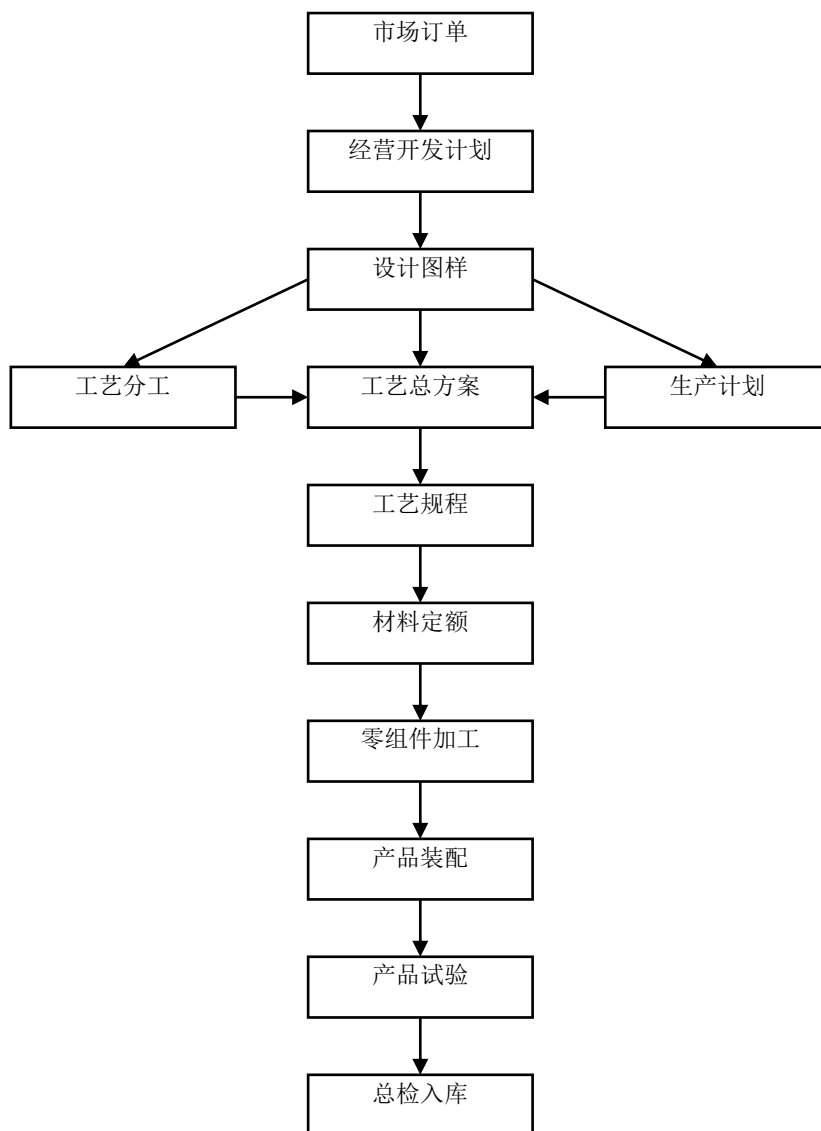 市场订单
经营开发计划
设计图样
工艺分工
工艺总方案
生产计划
工艺规程
材料定额
零组件加工
产品装配
产品试验
总检入库